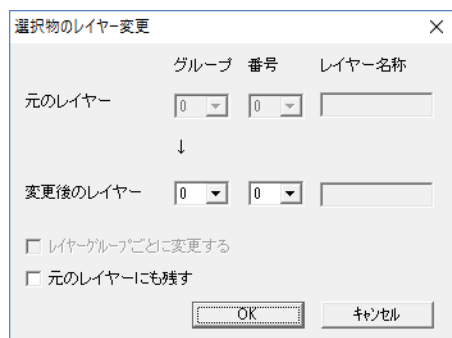 選択物のレイヤー変更
グループ 番号 レイヤー名称
元のレイヤー 0 0
↓
変更後のレイヤー 0 0
レイヤーグループごとに変更する
元のレイヤーにも残す
OK キャンセル